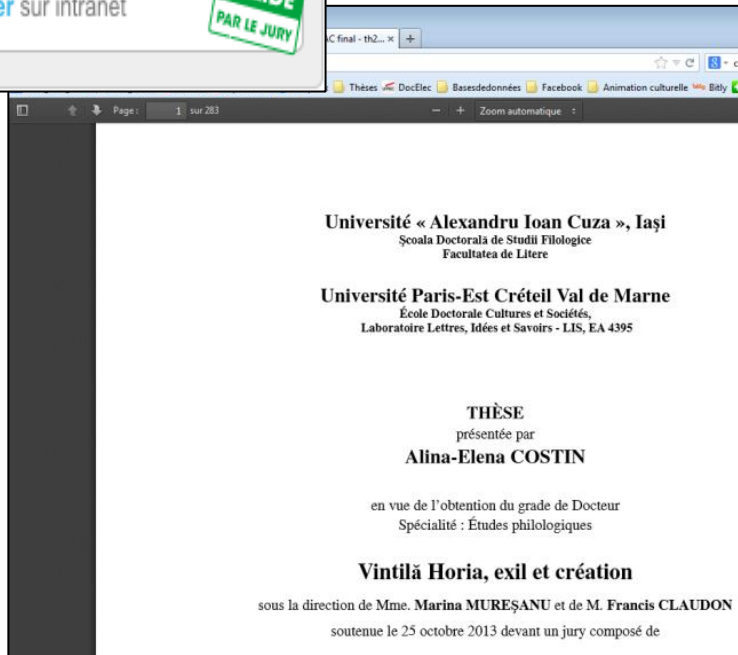 er sur intranet
PAR LE JURY
AC final - th2... ×
Thèses DocElec Basesdedonnées Facebook Animation culturelle Bitly
Page : 1 sur 283 Zoom automatique
Université « Alexandru Ioan Cuza », Iaşi
Şcoala Doctorală de Studii Filologice
Facultatea de Litere
Université Paris-Est Créteil Val de Marne
École Doctorale Cultures et Sociétés,
Laboratoire Lettres, Idées et Savoirs - LIS, EA 4395
THÈSE
présentée par
Alina-Elena COSTIN
en vue de l’obtention du grade de Docteur
Spécialité : Études philologiques
Vintilă Horia, exil et création
sous la direction de Mme. Marina MUREŞANU et de M. Francis CLAUDON
soutenue le 25 octobre 2013 devant un jury composé de